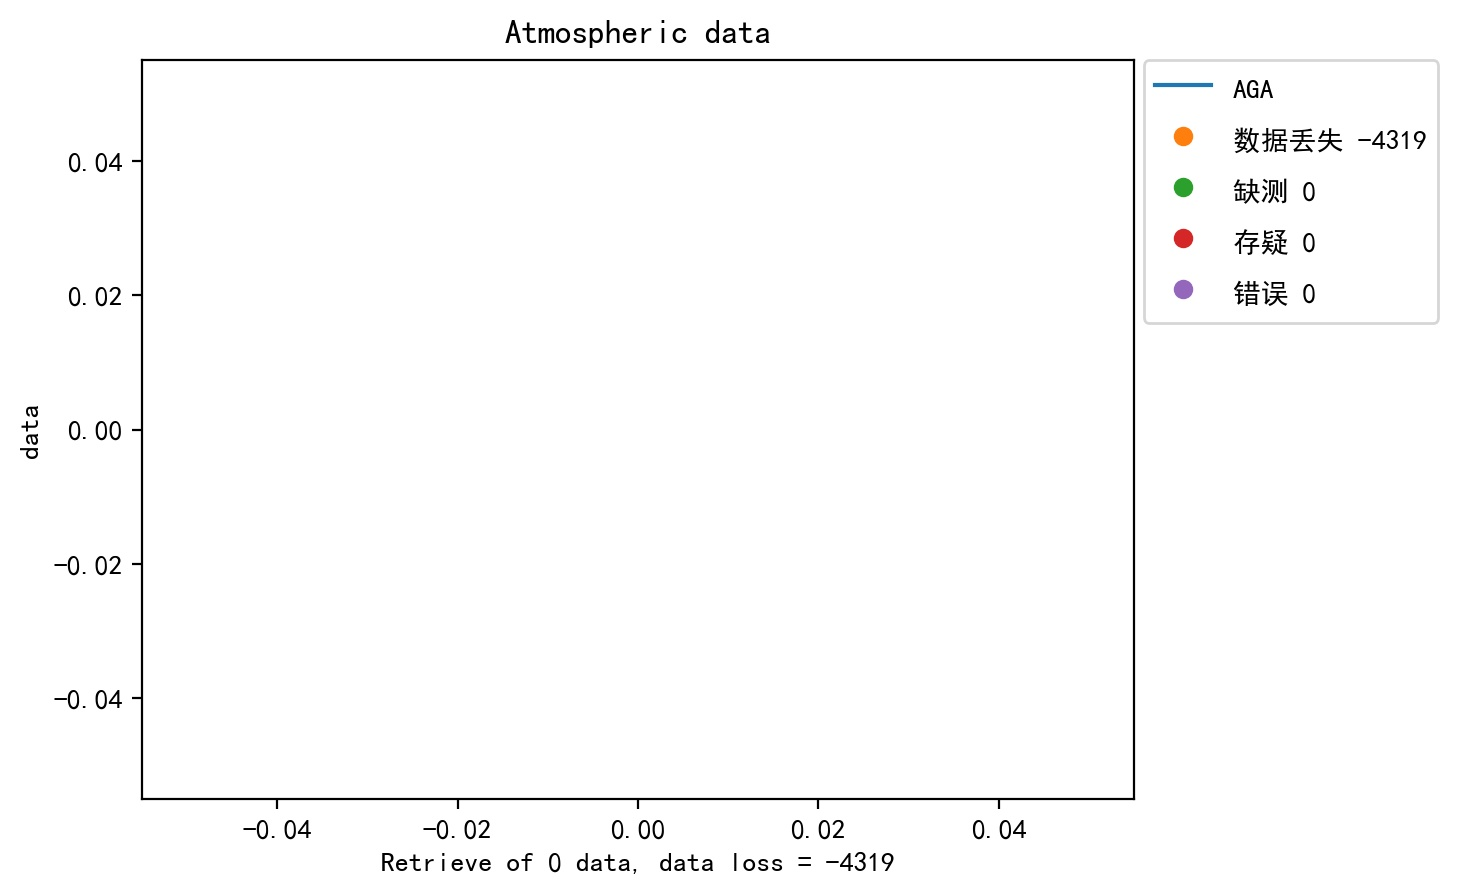 Atmospheric data
AGA
数据丢失 -4319
缺测 0
存疑 0
错误 0
0.04
0.02
0.00
-0.02
-0.04
data
-0.04
-0.02
0.00
0.02
0.04
Retrieve of 0 data, data loss = -4319